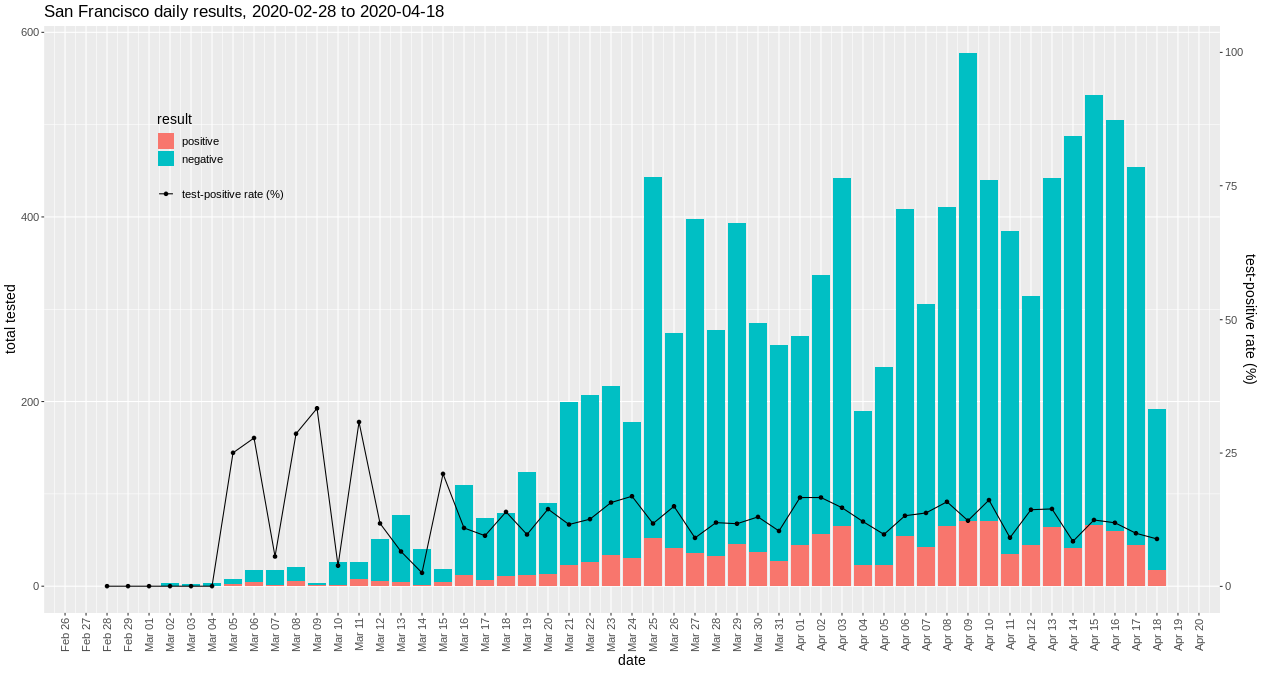 San Francisco daily results, 2020-02-28 to 2020-04-18
600
400
200
0
total tested
result
positive
negative
test-positive rate (%)
100
75
50
25
0
test-positive rate (%)
Feb 26
Feb 27
Feb 28
Feb 29
Mar 01
Mar 02
Mar 03
Mar 04
Mar 05
Mar 06
Mar 07
Mar 08
Mar 09
Mar 10
Mar 11
Mar 12
Mar 13
Mar 14
Mar 15
Mar 16
Mar 17
Mar 18
Mar 19
Mar 20
Mar 21
Mar 22
Mar 23
Mar 24
Mar 25
Mar 26
Mar 27
Mar 28
Mar 29
Mar 30
Mar 31
Apr 01
Apr 02
Apr 03
Apr 04
Apr 05
Apr 06
Apr 07
Apr 08
Apr 09
Apr 10
Apr 11
Apr 12
Apr 13
Apr 14
Apr 15
Apr 16
Apr 17
Apr 18
Apr 19
Apr 20
date